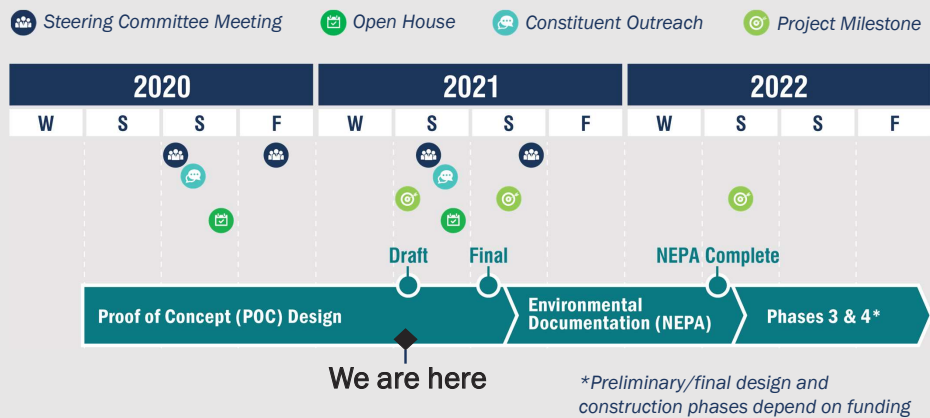 Steering Committee Meeting
Open House
Constituent Outreach
Project Milestone
2020
2021
2022
W S S F W S S F W S S F
Draft
Final
NEPA Complete
Proof of Concept (POC) Design
Environmental
Documentation (NEPA)
Phases 3 & 4*
We are here
*Preliminary/final design and
construction phases depend on funding